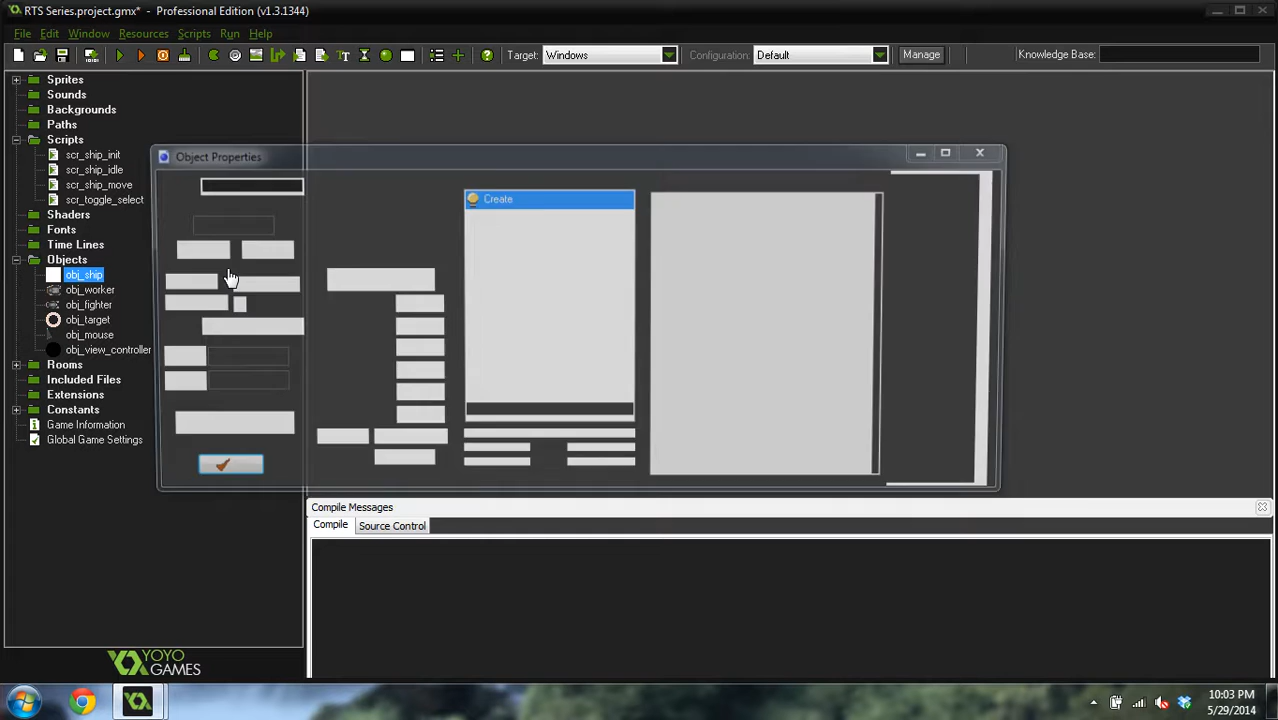 RTS Series.project.gmx* - Professional Edition (v1.3.1344)
File Edit Window Resources Scripts Run Help
Target: Windows Configuration: Default Manage Knowledge Base:
Sprites
Sounds
Backgrounds
Paths
Scripts
scr_ship_init
scr_ship_idle
scr_ship_move
scr_toggle_select
Shaders
Fonts
Time Lines
Objects
obj_ship
obj_worker
obj_fighter
obj_target
obj_mouse
obj_view_controller
Rooms
Included Files
Extensions
Constants
Game Information
Global Game Settings
YOYO
GAMES
Object Properties
Create
Compile Messages
Compile Source Control
10:03 PM
5/29/2014